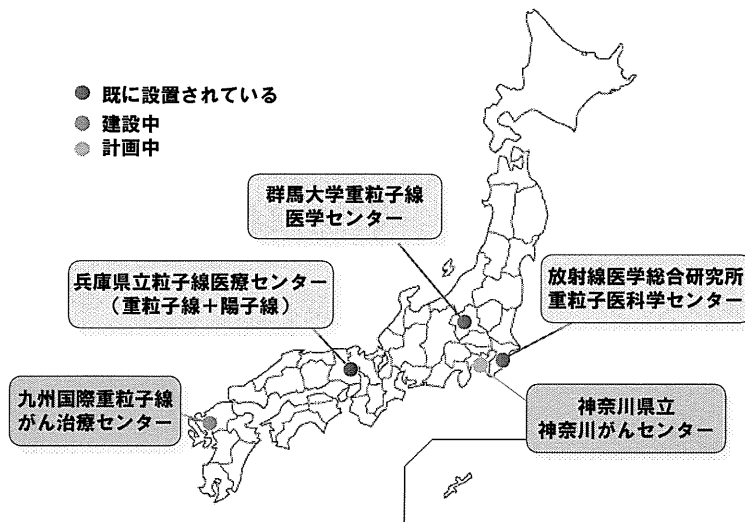 既に設置されている
建設中
計画中
群馬大学重粒子線
医学センター
兵庫県立粒子線医療センター
（重粒子線＋陽子線）
放射線医学総合研究所
重粒子医科学センター
九州国際重粒子線
がん治療センター
神奈川県立
神奈川がんセンター